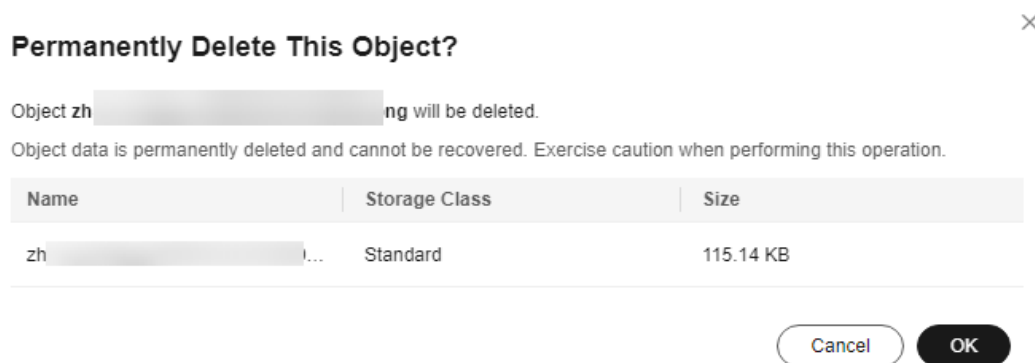 Permanently Delete This Object?
Object zh ng will be deleted.
Object data is permanently deleted and cannot be recovered. Exercise caution when performing this operation.
Name Storage Class Size
zh ... Standard 115.14 KB
Cancel OK